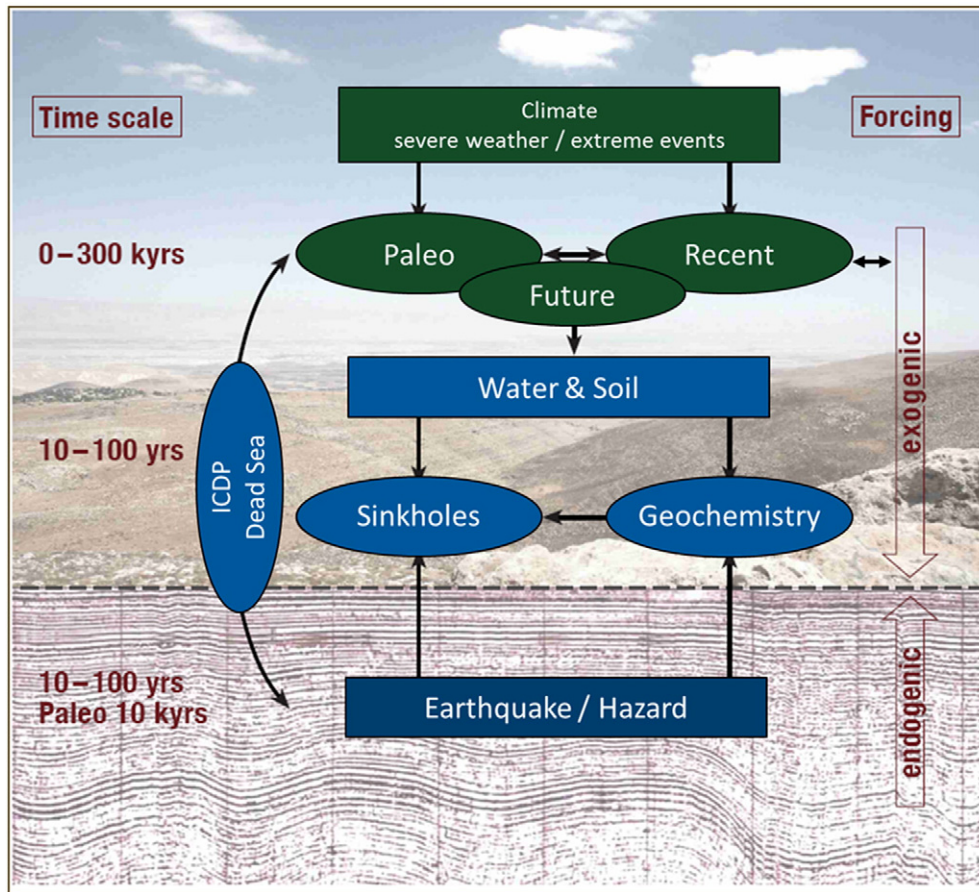 Time scale
Climate
severe weather / extreme events
Forcing
0–300 kyrs
Paleo
Recent
Future
Water & Soil
exogenic
10–100 yrs
ICDP
Dead Sea
Sinkholes
Geochemistry
10–100 yrs
Paleo 10 kyrs
Earthquake / Hazard
endogenic